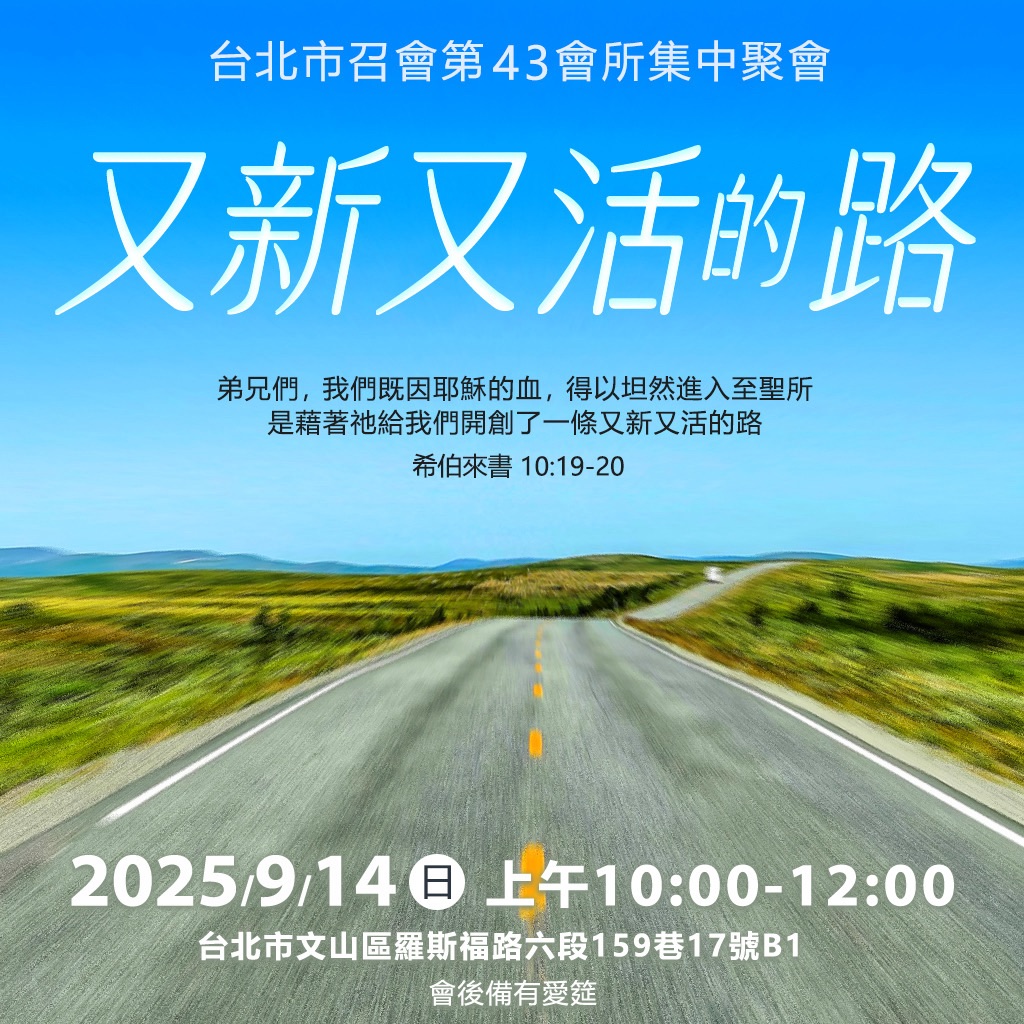 台北市召會第43會所集中聚會
又新又活的路
弟兄們，我們既因耶穌的血，得以坦然進入至聖所
是藉著祂給我們開創了一條又新又活的路
希伯來書 10:19-20
2025/9/14 日 上午10:00-12:00
台北市文山區羅斯福路六段159巷17號B1
會後備有愛筵